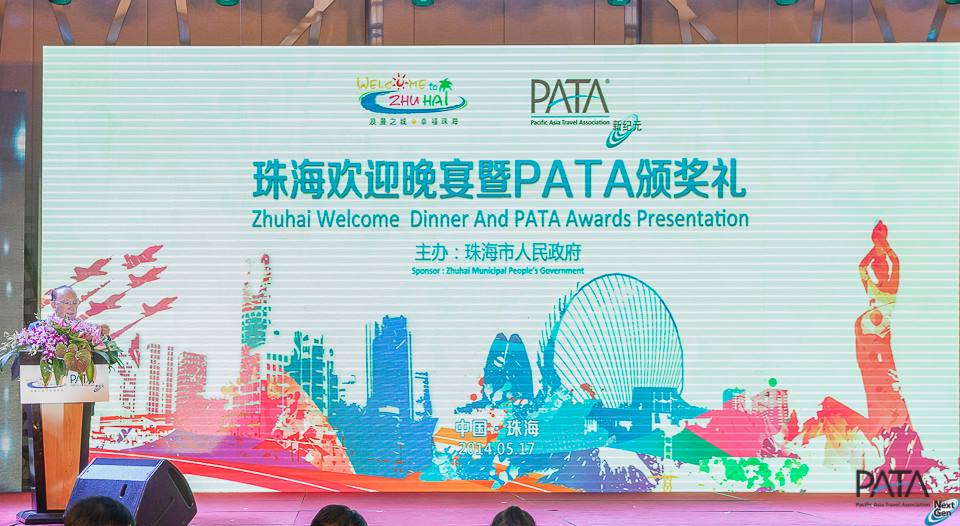 WELCOME to
ZHU HAI
浪漫之城 幸福珠海
PATA®
Pacific Asia Travel Association
新纪元
珠海欢迎晚宴暨PATA颁奖礼
Zhuhai Welcome Dinner And PATA Awards Presentation
主办：珠海市人民政府
Sponsor : Zhuhai Municipal People's Government
中国·珠海
2014.05.17
PATA
PATA
Pacific Asia Travel Association
Next
Gen